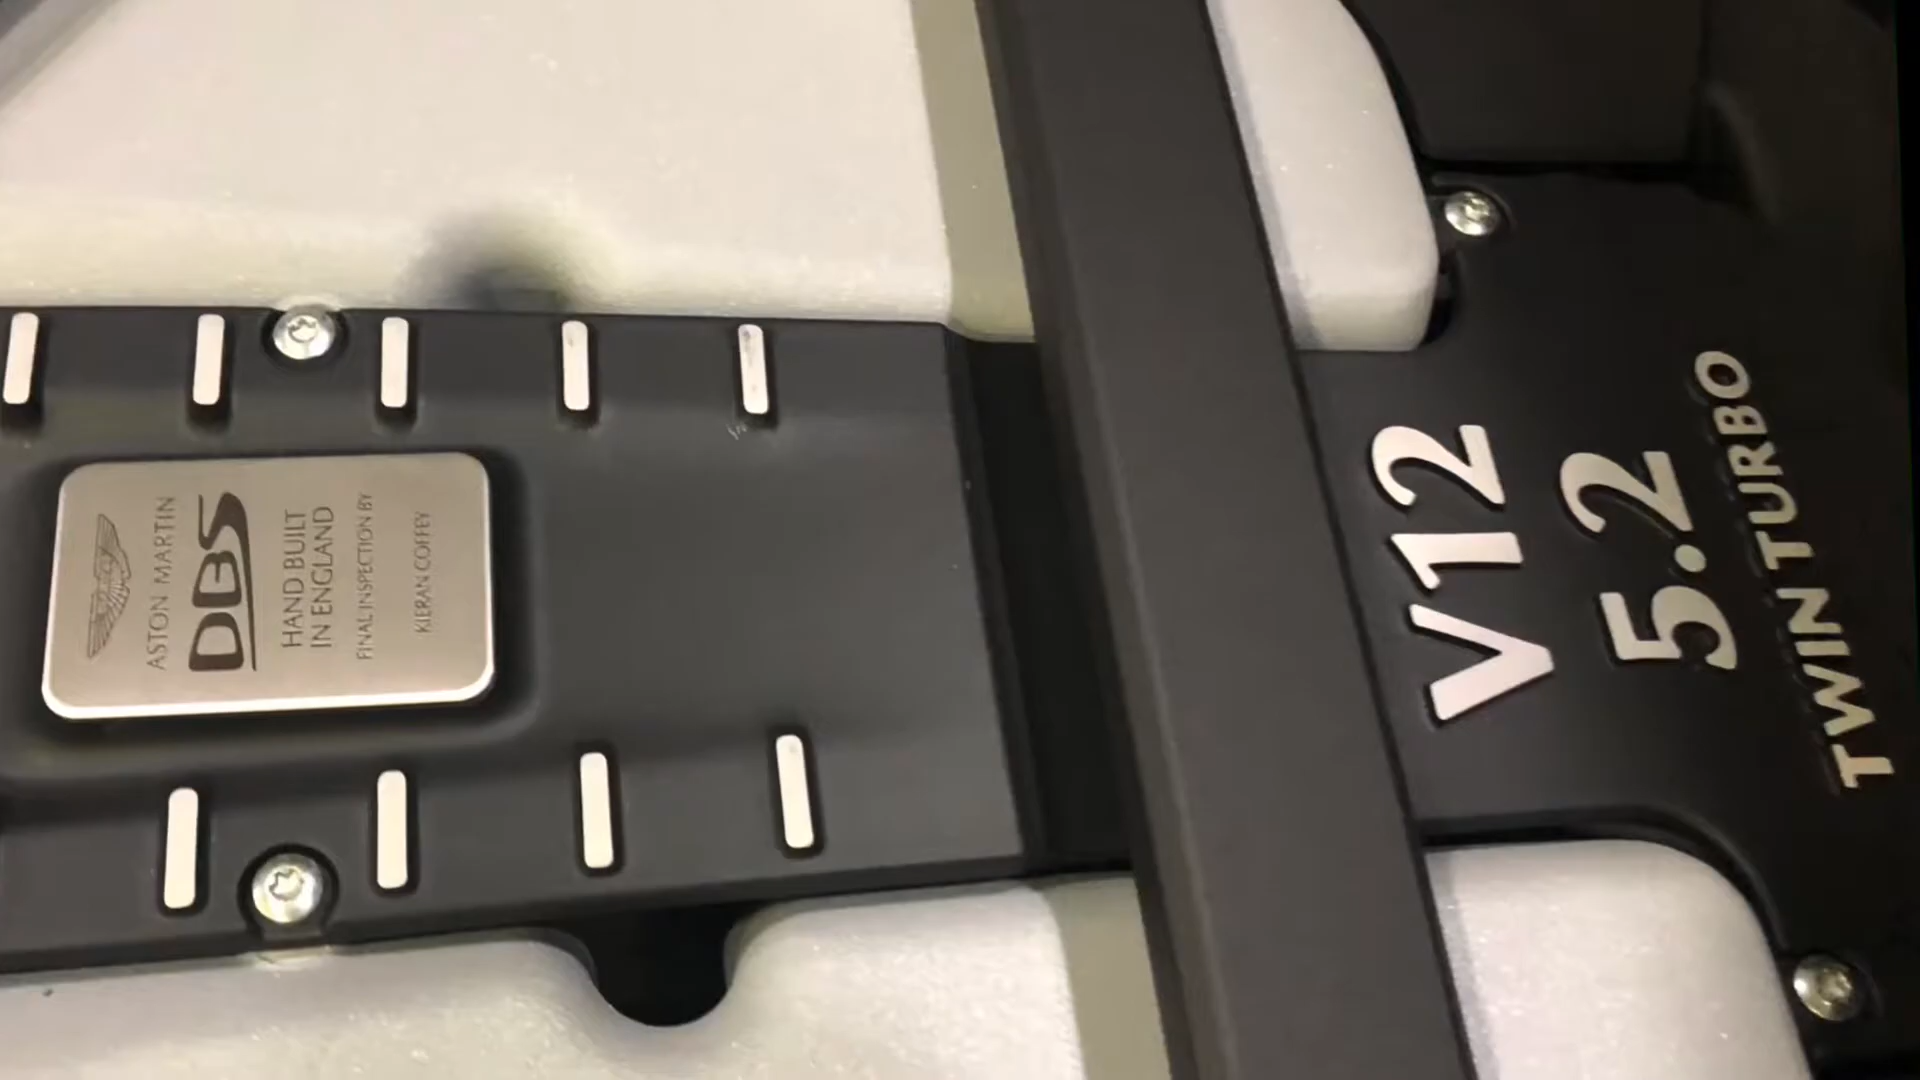 ASTON MARTIN
DBS
HAND BUILT
IN ENGLAND
FINAL INSPECTION BY
KIERAN COFFEY
V12
5.2
TWIN TURBO